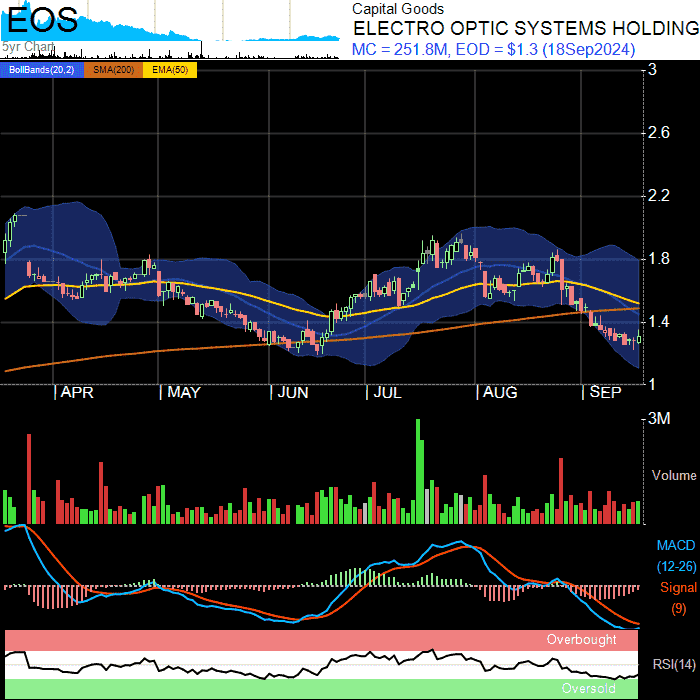 EOS
5yr Chart
Capital Goods
ELECTRO OPTIC SYSTEMS HOLDING
MC = 251.8M, EOD = $1.3 (18Sep2024)
BollBands(20,2) SMA(200) EMA(50)
3
2.6
2.2
1.8
1.4
1
APR MAY JUN JUL AUG SEP
3M
Volume
MACD
(12-26)
Signal
(9)
Overbought
RSI(14)
Oversold